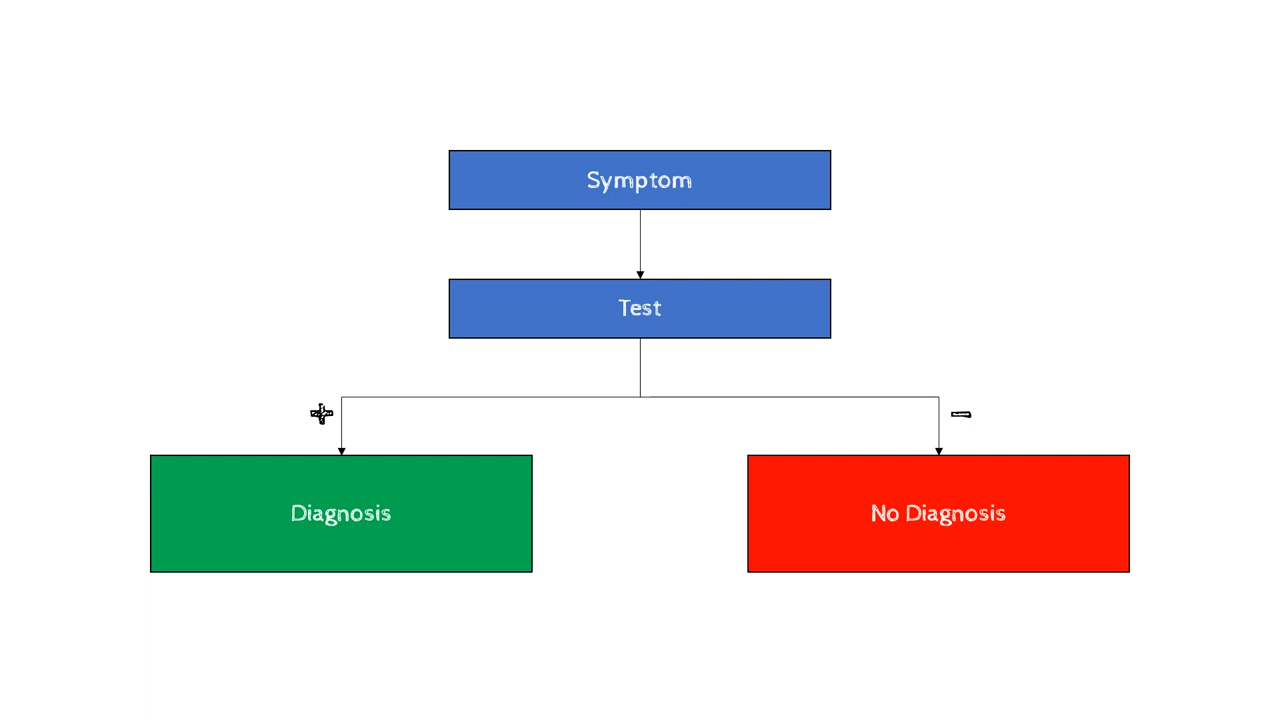 Symptom
Test
+
-
Diagnosis
No Diagnosis